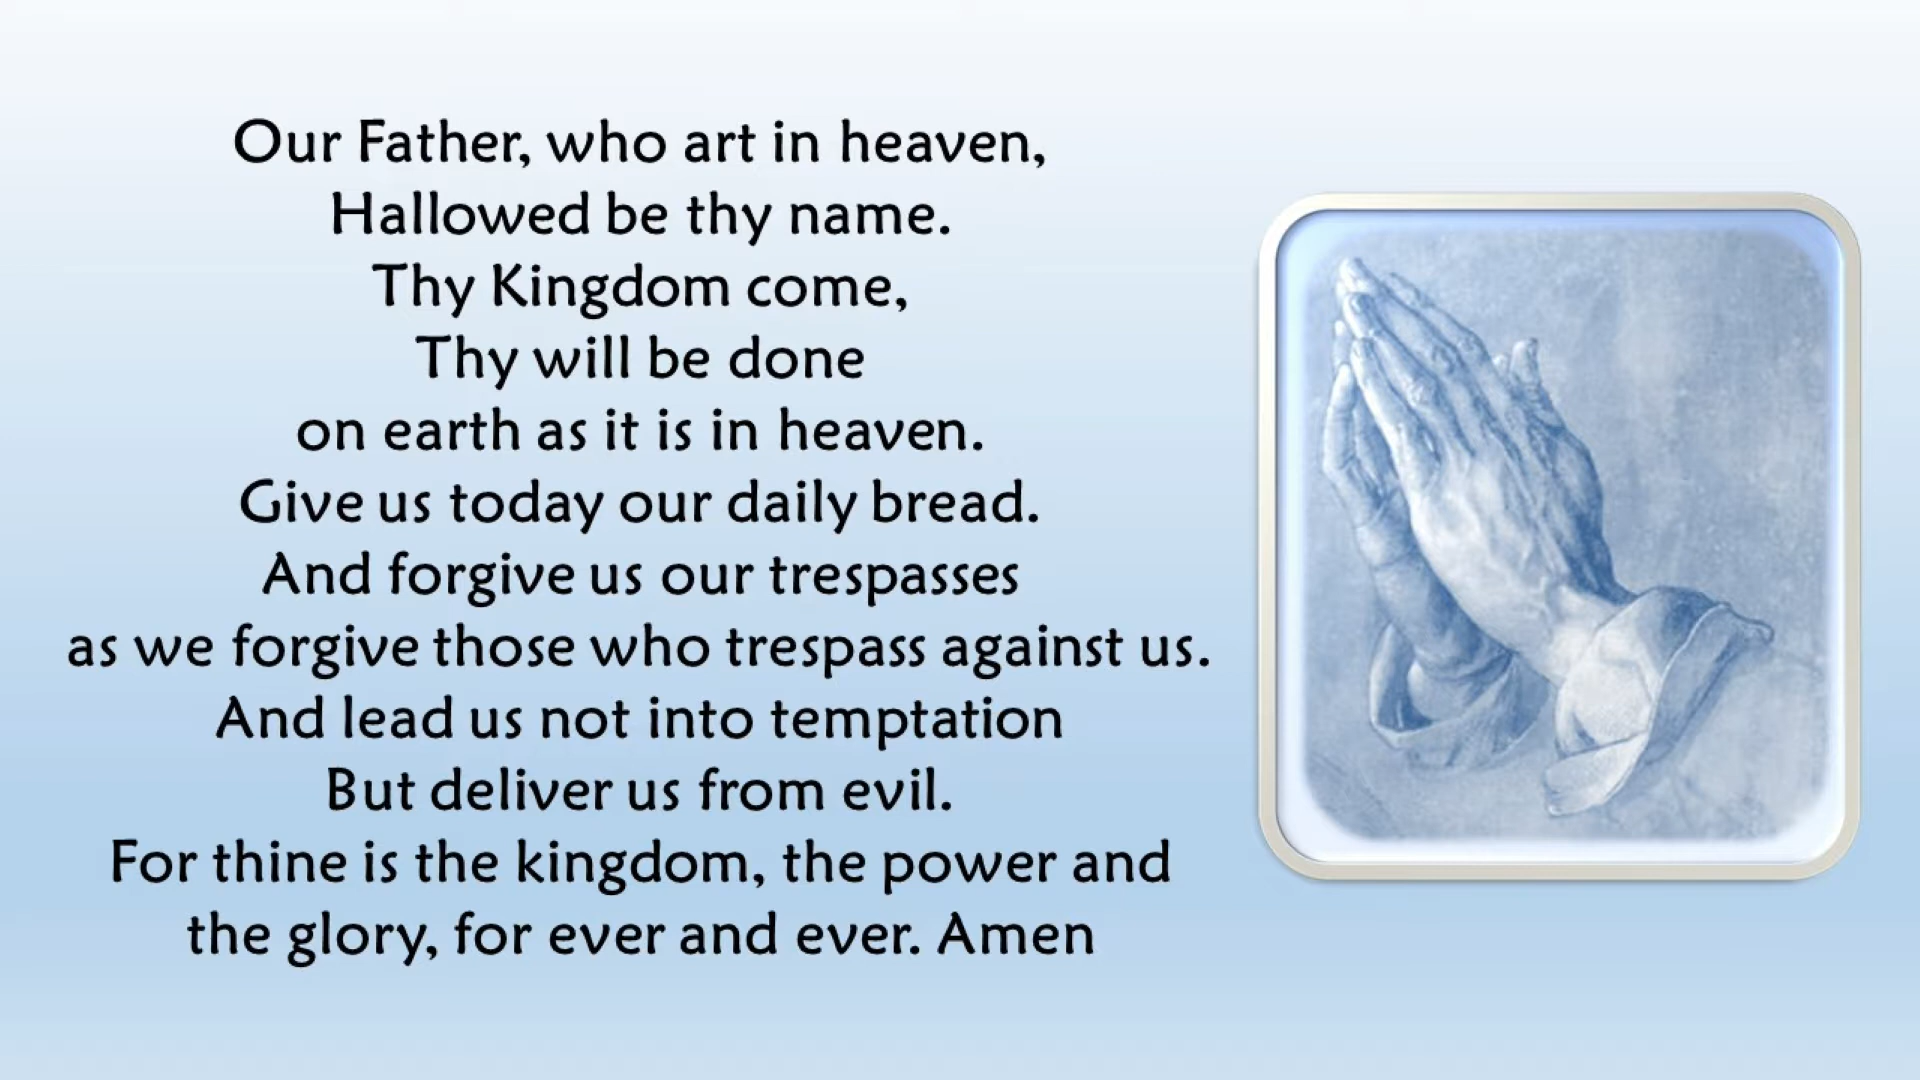 Our Father, who art in heaven,
Hallowed be thy name.
Thy Kingdom come,
Thy will be done
on earth as it is in heaven.
Give us today our daily bread.
And forgive us our trespasses
as we forgive those who trespass against us.
And lead us not into temptation
But deliver us from evil.
For thine is the kingdom, the power and
the glory, for ever and ever. Amen